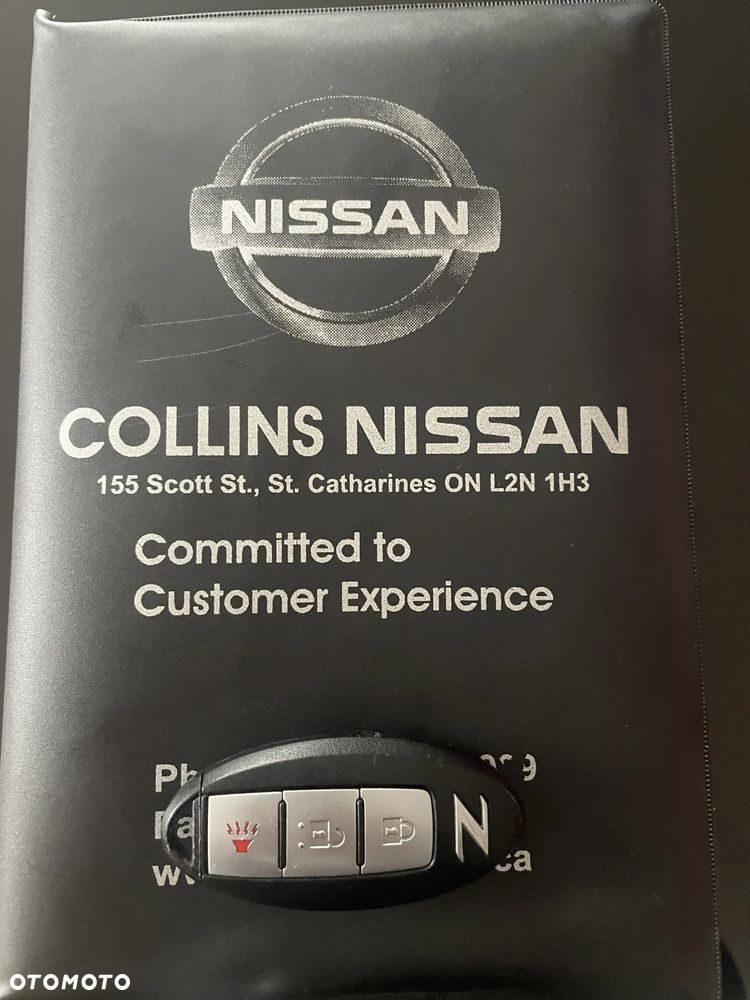 NISSAN
COLLINS NISSAN
155 Scott St., St. Catharines ON L2N 1H3
Committed to
Customer Experience
N
OTOMOTO